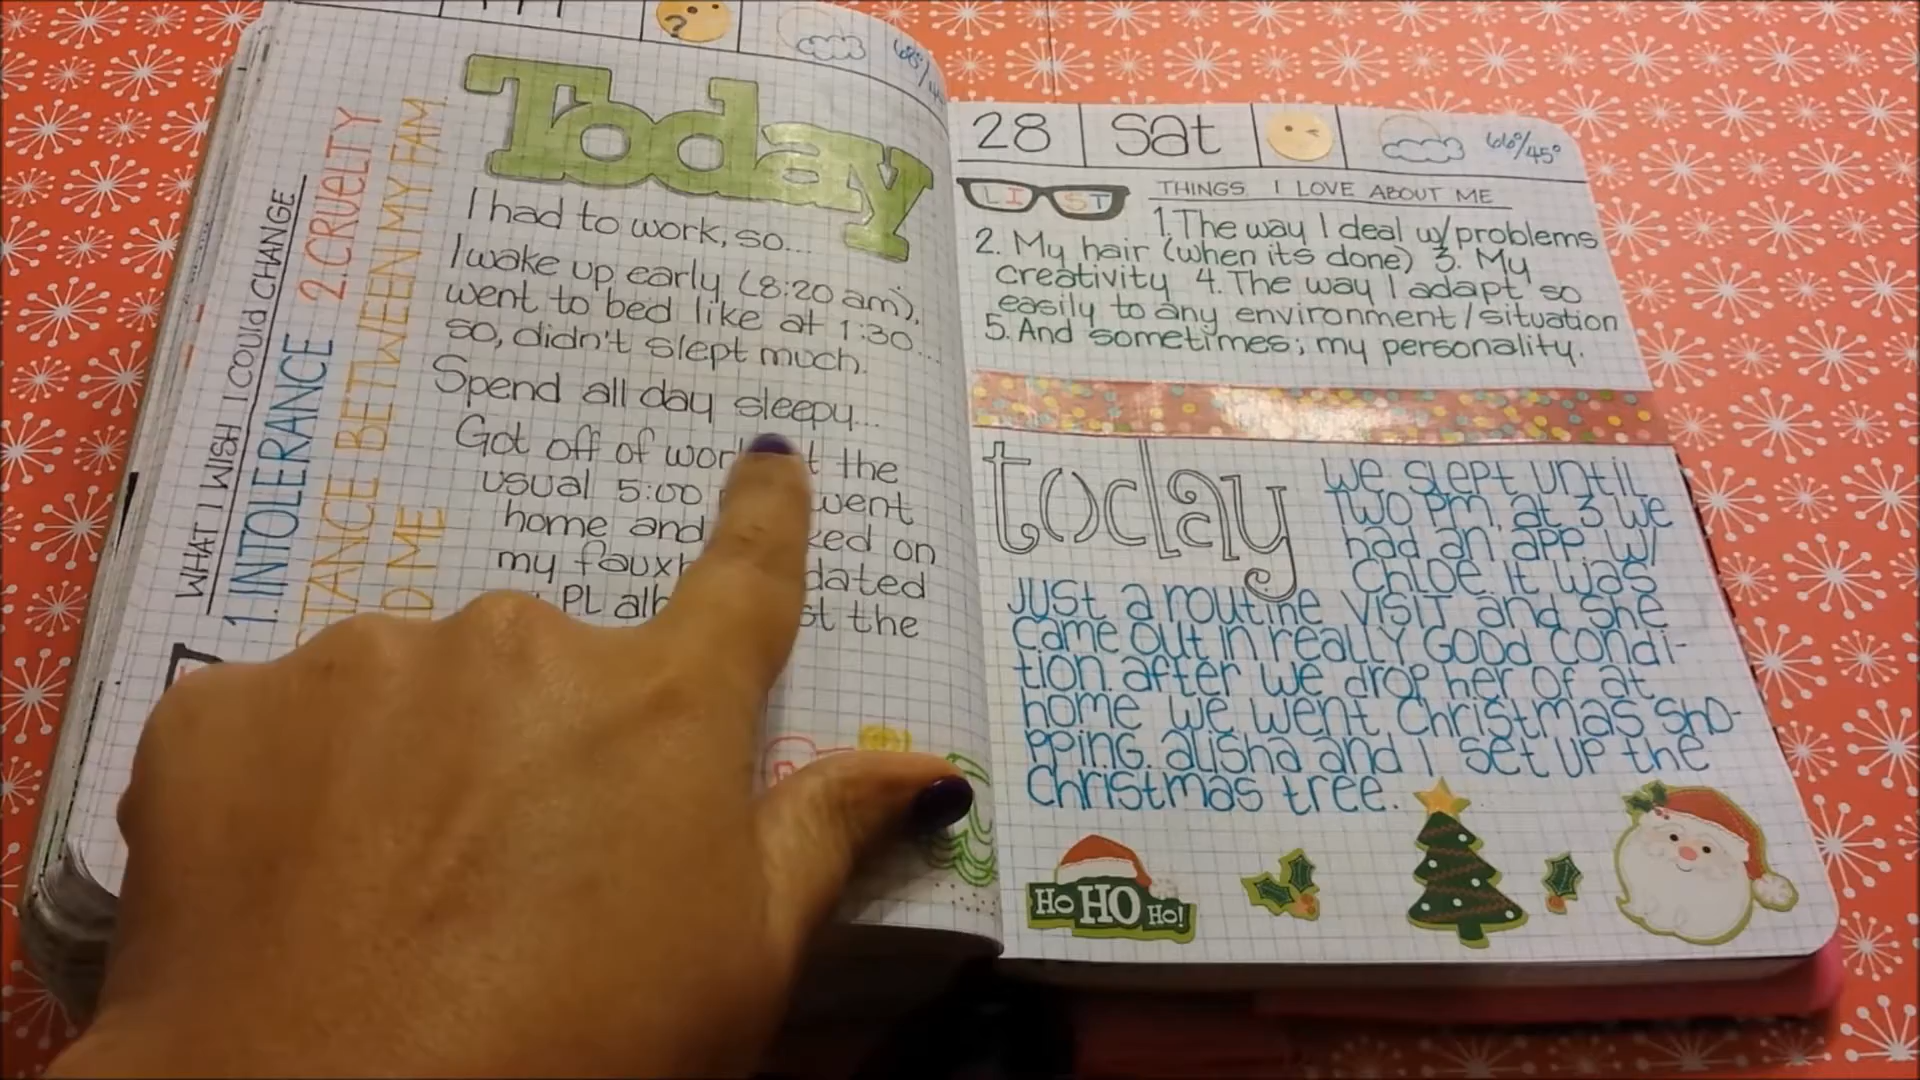 68°/
Today
WHAT I WISH I COULD CHANGE
1. INTOLERANCE 2. CRUELTY
TANCE BETWEEN MY FAM.
D ME
I had to work, so...
I wake up early (8:20 am),
went to bed like at 1:30...
so, didn't slept much.
Spend all day sleepy...
Got off of wor t the
usual 5:00 went
home and ked on
my fauxb dated
PL alb st the
28 Sat 66°/45°
LIST THINGS I LOVE ABOUT ME
1. The way I deal w/problems
2. My hair (when its done) 3. My
creativity 4. The way I adapt so
easily to any environment/situation
5. And sometimes; my personality.
today
we slept until
two pm, at 3 we
had an app. w/
Chloe it was
just a routine visit and she
came out in really good condi-
tion. after we drop her of at
home we went Christmas sho-
pping. alisha and I set up the
Christmas tree.
Ho HO Ho!